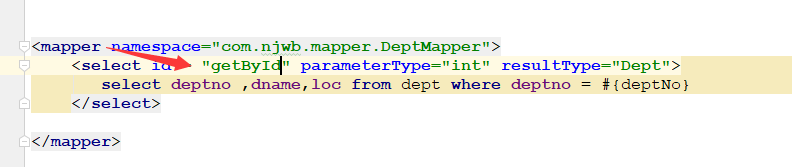 <mapper namespace="com.njwb.mapper.DeptMapper">
<select id "getById" parameterType="int" resultType="Dept">
select deptno ,dname,loc from dept where deptno = #{deptNo}
</select>
</mapper>